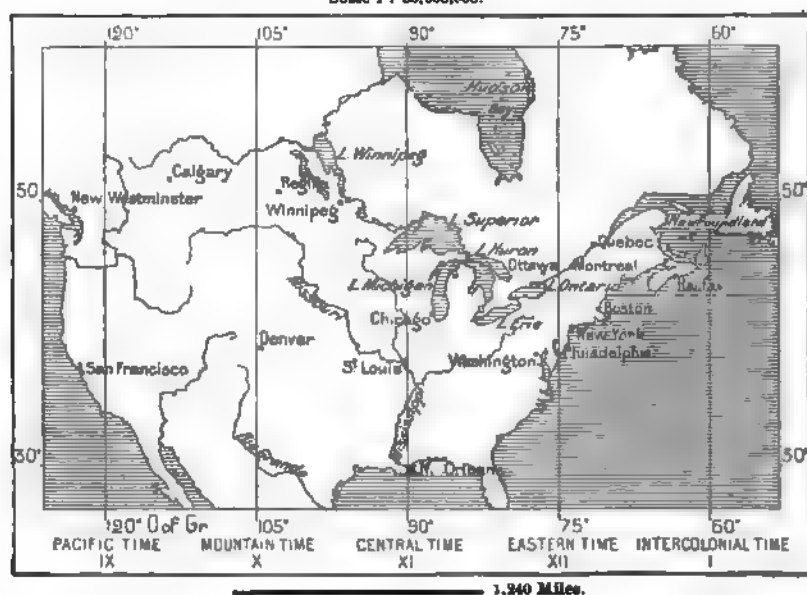 105° 90° 75° 60°
Hudson
Bay
L. Winnipeg
Calgary
Regina
50° 50°
New Westminster
Winnipeg
L. Superior
Newfoundland
Quebec
L. Huron
Ottawa Montreal
L. Michigan
L. Ontario
Halifax
Boston
Chicago
L. Erie
New York
Denver
Philadelphia
San Francisco
St Louis
Washington
30° 30°
N. Orleans
120° O of Gr 105° 90° 75° 60°
PACIFIC TIME MOUNTAIN TIME CENTRAL TIME EASTERN TIME INTERCOLONIAL TIME
IX X XI XII I
1,240 Miles.